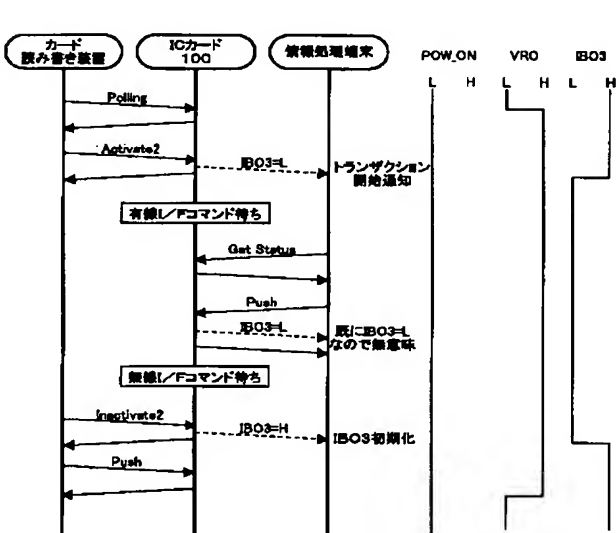 カード
読み書き装置
ICカード
100
情報処理端末
POW_ON
VRO
IBO3
L
H
L
H
L
H
Polling
Activate2
IBO3=L
トランザクション
開始通知
有線I/Fコマンド待ち
Get Status
Push
IBO3=L
既にIBO3=L
なので無意味
無線I/Fコマンド待ち
Inactivate2
IBO3=H
IBO3初期化
Push